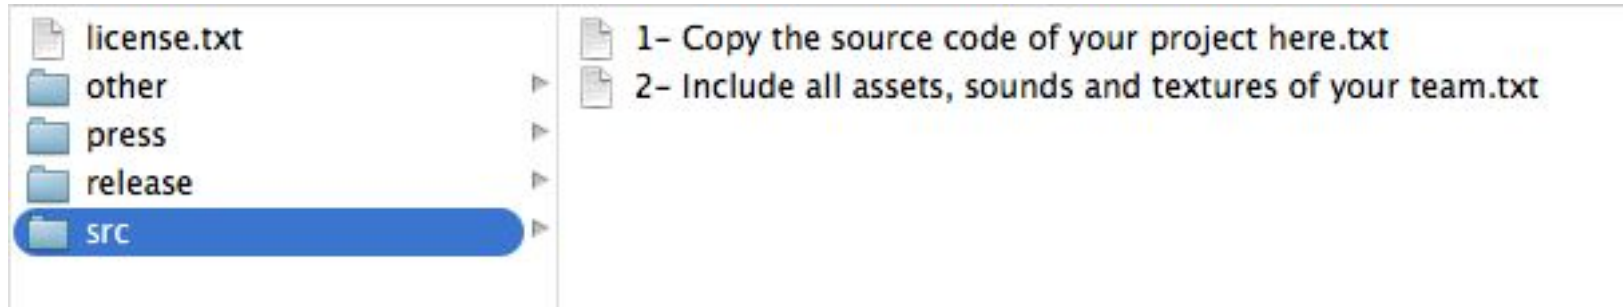 license.txt
other
press
release
src
1- Copy the source code of your project here.txt
2- Include all assets, sounds and textures of your team.txt